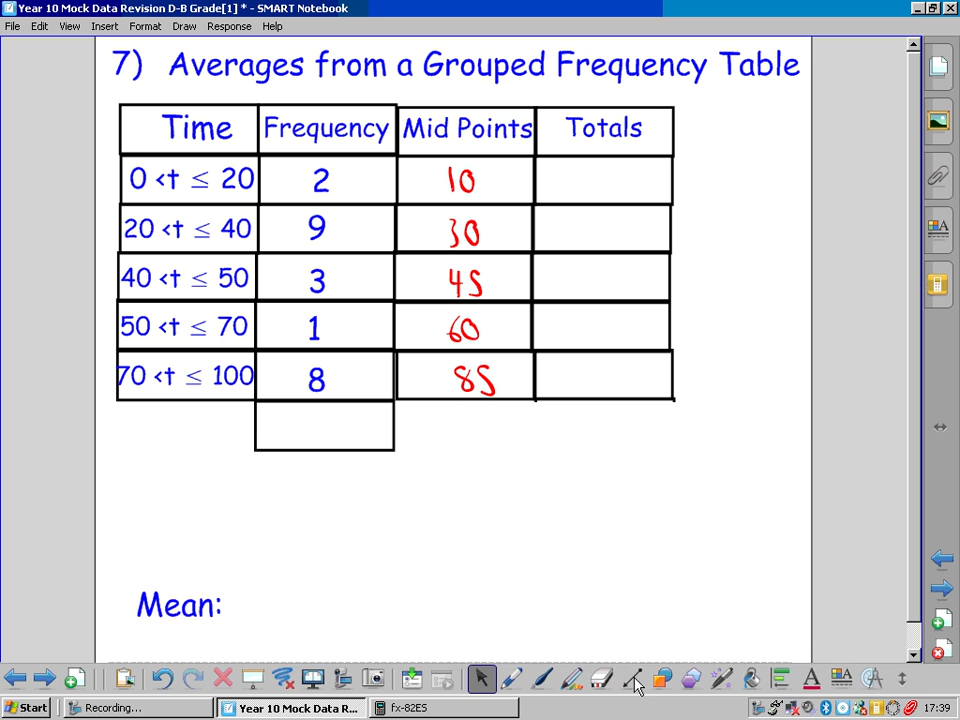 Year 10 Mock Data Revision D-B Grade[1] * - SMART Notebook
File Edit View Insert Format Draw Response Help
7) Averages from a Grouped Frequency Table
Time Frequency Mid Points Totals
0 <t ≤ 20 2 10
20 <t ≤ 40 9 30
40 <t ≤ 50 3 45
50 <t ≤ 70 1 60
70 <t ≤ 100 8 85
Mean:
Start Recording... Year 10 Mock Data R... fx-82ES 17:39